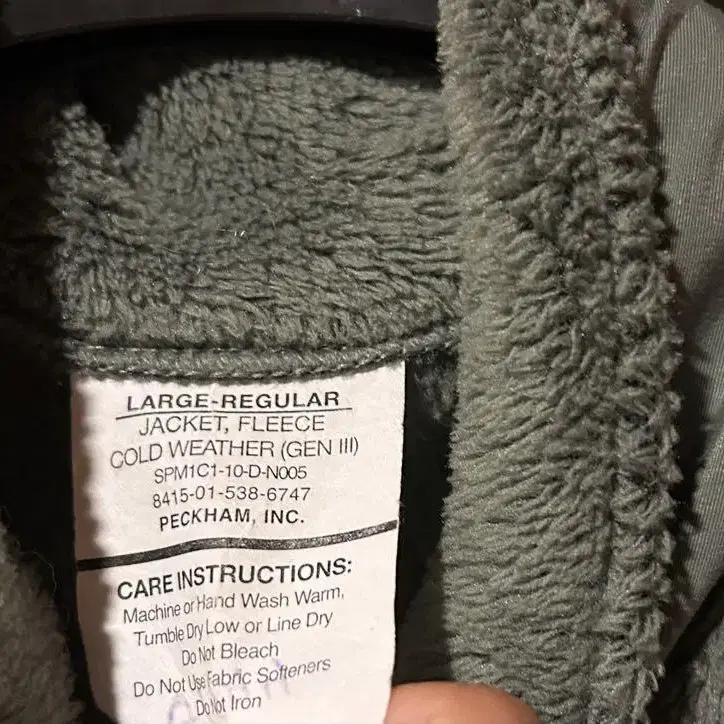 LARGE-REGULAR
JACKET, FLEECE
COLD WEATHER (GEN III)
SPM1C1-10-D-N005
8415-01-538-6747
PECKHAM, INC.
CARE INSTRUCTIONS:
Machine or Hand Wash Warm,
Tumble Dry Low or Line Dry
Do Not Bleach
Do Not Use Fabric Softeners
Do Not Iron